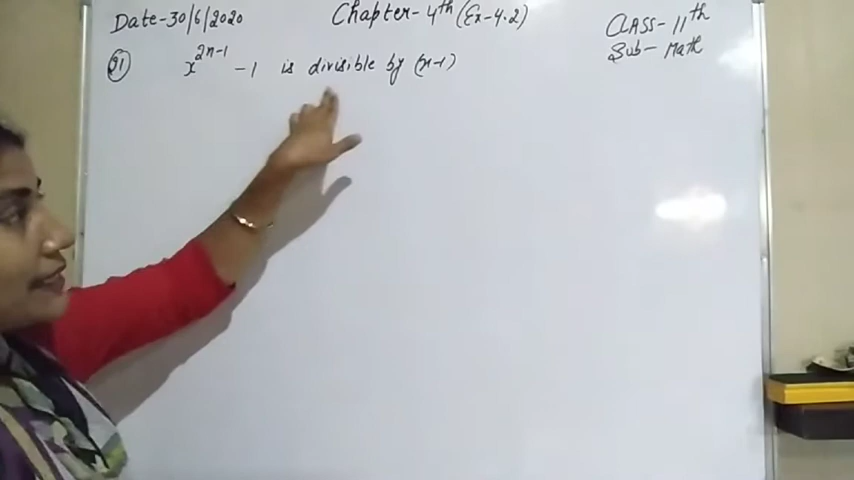 Date-30/6/2020 Chapter-4th (Ex-4.2) CLASS-11th
Sub- Math
Q1 x^{2n-1} - 1 is divisible by (x-1)